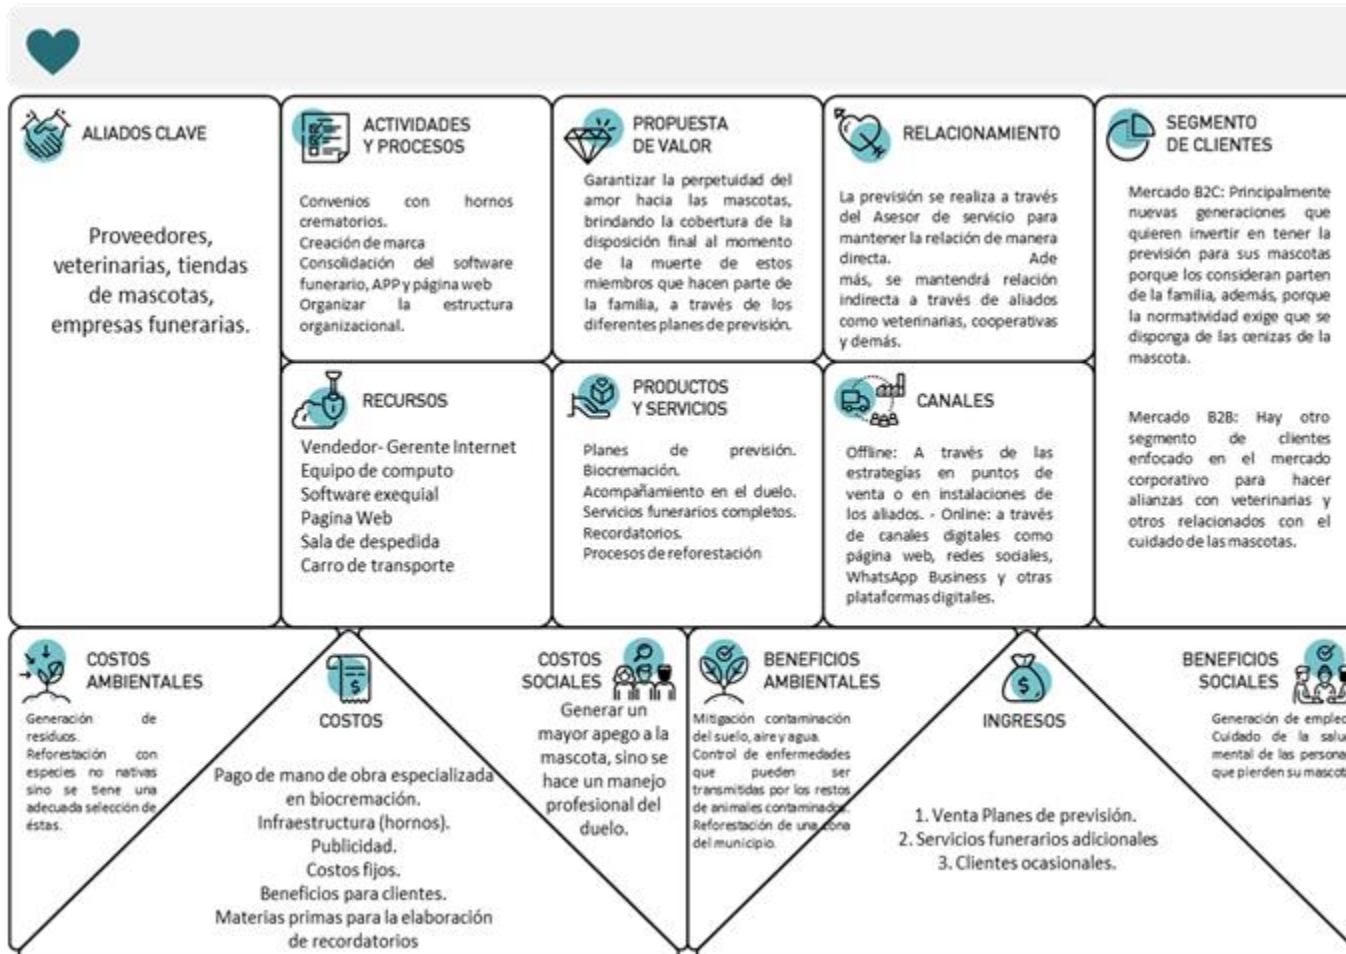 ALIADOS CLAVE
Proveedores,
veterinarias, tiendas
de mascotas,
empresas funerarias.
ACTIVIDADES
Y PROCESOS
Convenios con hornos
crematorios.
Creación de marca
Consolidación del software
funerario, APP y página web
Organizar la estructura
organizacional.
PROPUESTA
DE VALOR
Garantizar la perpetuidad del
amor hacia las mascotas,
brindando la cobertura de la
disposición final al momento
de la muerte de estos
miembros que hacen parte de
la familia, a través de los
diferentes planes de previsión.
RELACIONAMIENTO
La previsión se realiza a través
del Asesor de servicio para
mantener la relación de manera
directa. Ade
más, se mantendrá relación
indirecta a través de aliados
como veterinarias, cooperativas
y demás.
SEGMENTO
DE CLIENTES
Mercado B2C: Principalmente
nuevas generaciones que
quieren invertir en tener la
previsión para sus mascotas
porque los consideran parten
de la familia, además, porque
la normatividad exige que se
disponga de las cenizas de la
mascota.
Mercado B2B: Hay otro
segmento de clientes
enfocado en el mercado
corporativo para hacer
alianzas con veterinarias y
otros relacionados con el
cuidado de las mascotas.
RECURSOS
Vendedor- Gerente Internet
Equipo de computo
Software exequial
Pagina Web
Sala de despedida
Carro de transporte
PRODUCTOS
Y SERVICIOS
Planes de previsión.
Biocremación.
Acompañamiento en el duelo.
Servicios funerarios completos.
Recordatorios.
Procesos de reforestación
CANALES
Offline: A través de las
estrategias en puntos de
venta o en instalaciones de
los aliados. - Online: a través
de canales digitales como
página web, redes sociales,
WhatsApp Business y otras
plataformas digitales.
COSTOS
AMBIENTALES
Generación de
residuos.
Reforestación con
especies no nativas
sino se tiene una
adecuada selección de
éstas.
COSTOS
Pago de mano de obra especializada
en biocremación.
Infraestructura (hornos).
Publicidad.
Costos fijos.
Beneficios para clientes.
Materias primas para la elaboración
de recordatorios
COSTOS
SOCIALES
Generar un
mayor apego a la
mascota, sino se
hace un manejo
profesional del
duelo.
BENEFICIOS
AMBIENTALES
Mitigación contaminación
del suelo, aire y agua.
Control de enfermedades
que pueden ser
transmitidas por los restos
de animales contaminados.
Reforestación de una zona
del municipio.
INGRESOS
1. Venta Planes de previsión.
2. Servicios funerarios adicionales
3. Clientes ocasionales.
BENEFICIOS
SOCIALES
Generación de empleo
Cuidado de la salu
mental de las persona
que pierden su mascot